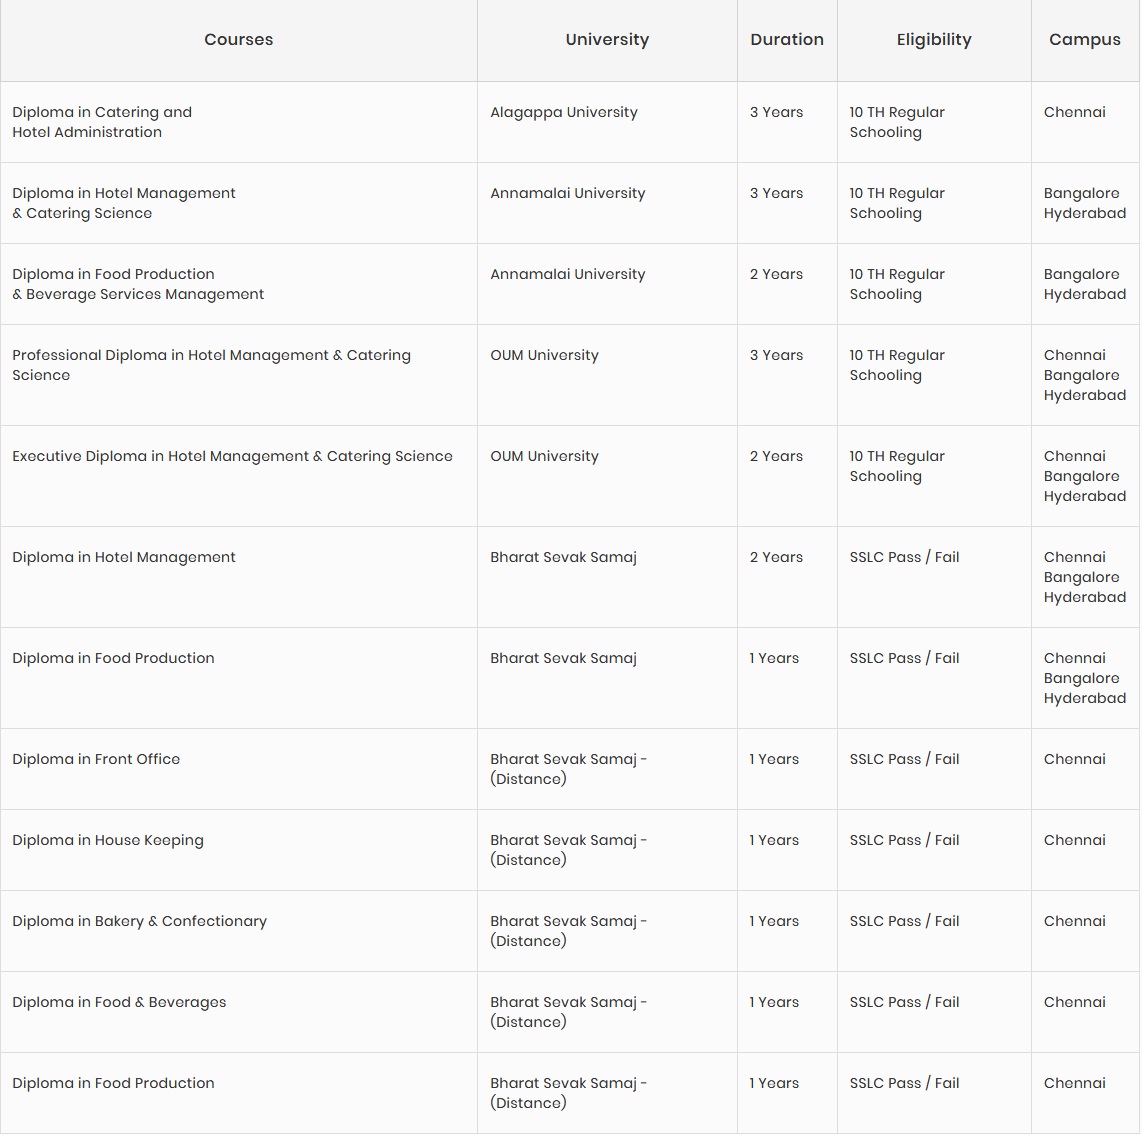 Courses University Duration Eligibility Campus
Diploma in Catering and Alagappa University 3 Years 10 TH Regular Chennai
Hotel Administration Schooling
Diploma in Hotel Management Annamalai University 3 Years 10 TH Regular Bangalore
& Catering Science Schooling Hyderabad
Diploma in Food Production Annamalai University 2 Years 10 TH Regular Bangalore
& Beverage Services Management Schooling Hyderabad
Professional Diploma in Hotel Management & Catering OUM University 3 Years 10 TH Regular Chennai
Science Schooling Bangalore
Hyderabad
Executive Diploma in Hotel Management & Catering Science OUM University 2 Years 10 TH Regular Chennai
Schooling Bangalore
Hyderabad
Diploma in Hotel Management Bharat Sevak Samaj 2 Years SSLC Pass / Fail Chennai
Bangalore
Hyderabad
Diploma in Food Production Bharat Sevak Samaj 1 Years SSLC Pass / Fail Chennai
Bangalore
Hyderabad
Diploma in Front Office Bharat Sevak Samaj - 1 Years SSLC Pass / Fail Chennai
(Distance)
Diploma in House Keeping Bharat Sevak Samaj - 1 Years SSLC Pass / Fail Chennai
(Distance)
Diploma in Bakery & Confectionary Bharat Sevak Samaj - 1 Years SSLC Pass / Fail Chennai
(Distance)
Diploma in Food & Beverages Bharat Sevak Samaj - 1 Years SSLC Pass / Fail Chennai
(Distance)
Diploma in Food Production Bharat Sevak Samaj - 1 Years SSLC Pass / Fail Chennai
(Distance)